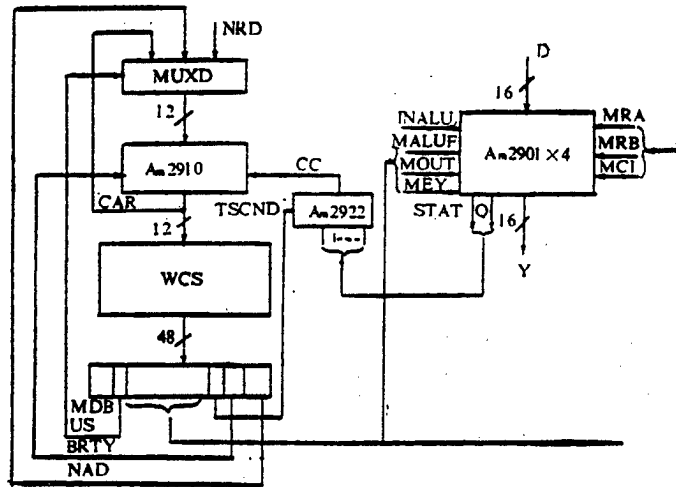 NRD
MUXD
12
Am2910
CAR
12
WCS
48
MDB
US
BRTY
NAD
CC
TSCND
Am2922
D
16
INALU
MALUF
MOUT
MEY
Am2901×4
MRA
MRB
MCI
STAT
O
16
Y